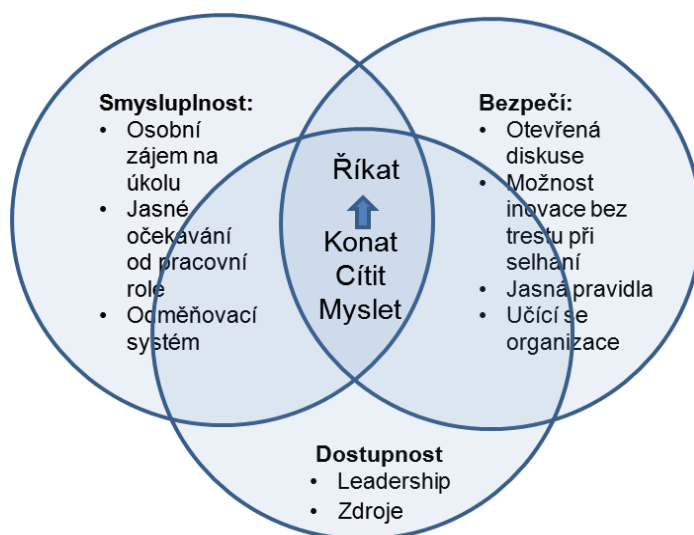 Smysluplnost:
• Osobní
zájem na
úkolu
• Jasné
očekávání
od pracovní
role
• Odměňovací
systém
Říkat
Konat
Cítit
Myslet
Bezpečí:
• Otevřená
diskuse
• Možnost
inovace bez
trestu při
selhání
• Jasná pravidla
• Učící se
organizace
Dostupnost
• Leadership
• Zdroje